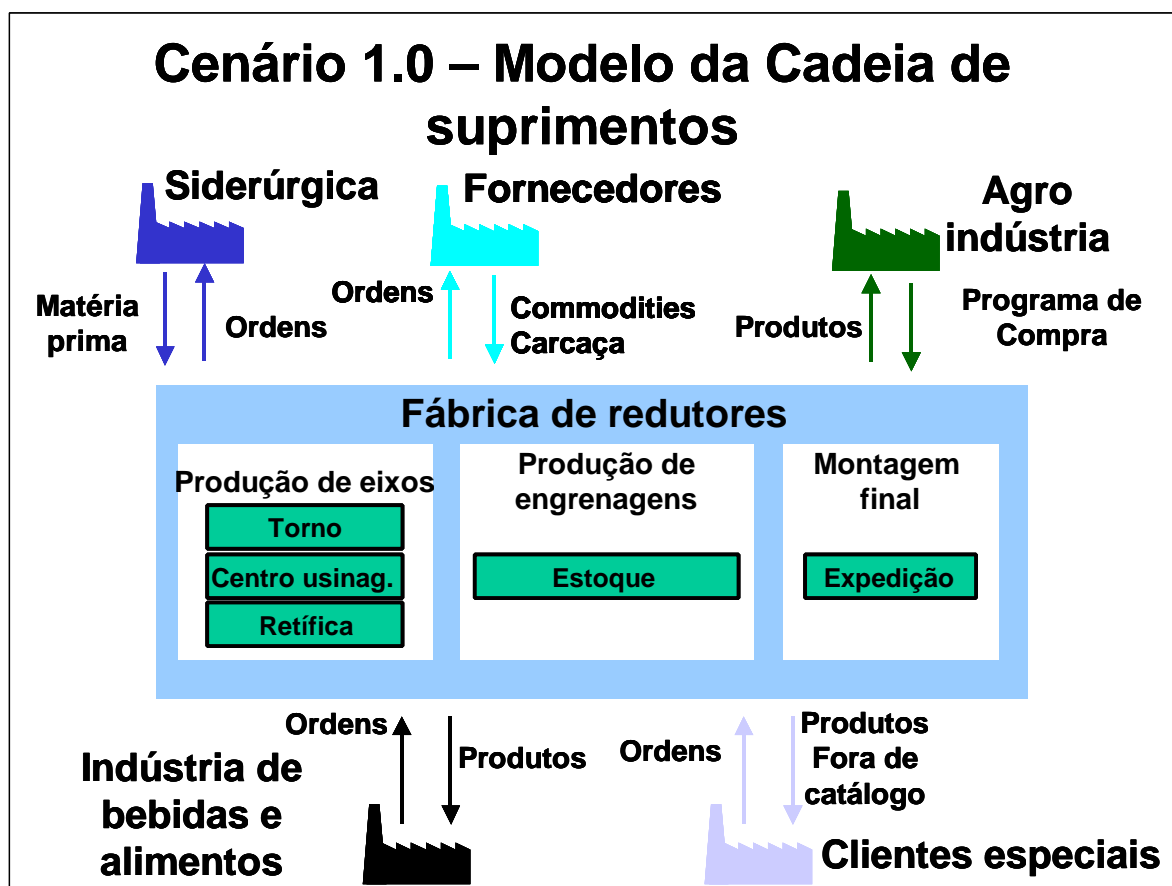 Cenário 1.0 – Modelo da Cadeia de
suprimentos
Siderúrgica
Fornecedores
Agro
indústria
Matéria
prima
Ordens
Ordens
Commodities
Carcaça
Produtos
Programa de
Compra
Fábrica de redutores
Produção de eixos
Torno
Centro usinag.
Retífica
Produção de
engrenagens
Estoque
Montagem
final
Expedição
Ordens
Produtos
Indústria de
bebidas e
alimentos
Ordens
Produtos
Fora de
catálogo
Clientes especiais